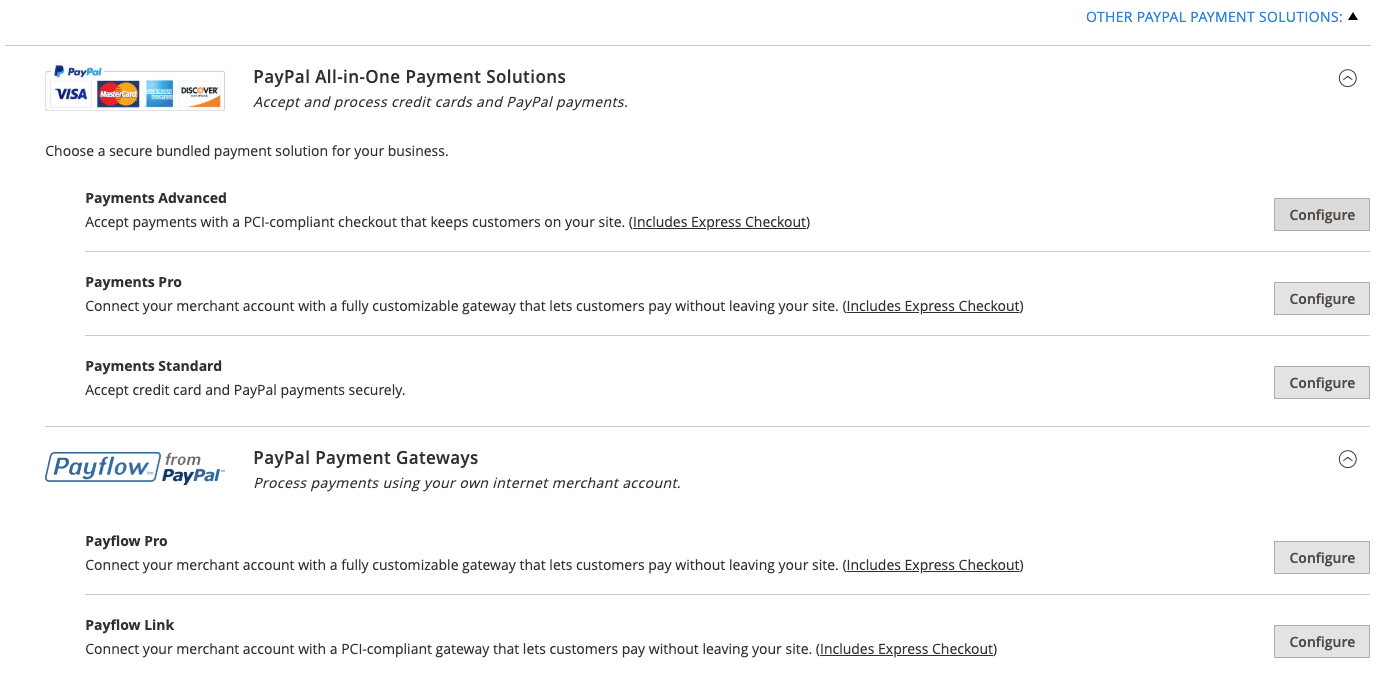 OTHER PAYPAL PAYMENT SOLUTIONS:
PayPal
VISA MasterCard AMERICAN EXPRESS DISCOVER
PayPal All-in-One Payment Solutions
Accept and process credit cards and PayPal payments.
Choose a secure bundled payment solution for your business.
Payments Advanced
Accept payments with a PCI-compliant checkout that keeps customers on your site. (Includes Express Checkout)
Configure
Payments Pro
Connect your merchant account with a fully customizable gateway that lets customers pay without leaving your site. (Includes Express Checkout)
Configure
Payments Standard
Accept credit card and PayPal payments securely.
Configure
Payflow from
PayPal
PayPal Payment Gateways
Process payments using your own internet merchant account.
Payflow Pro
Connect your merchant account with a fully customizable gateway that lets customers pay without leaving your site. (Includes Express Checkout)
Configure
Payflow Link
Connect your merchant account with a PCI-compliant gateway that lets customers pay without leaving your site. (Includes Express Checkout)
Configure